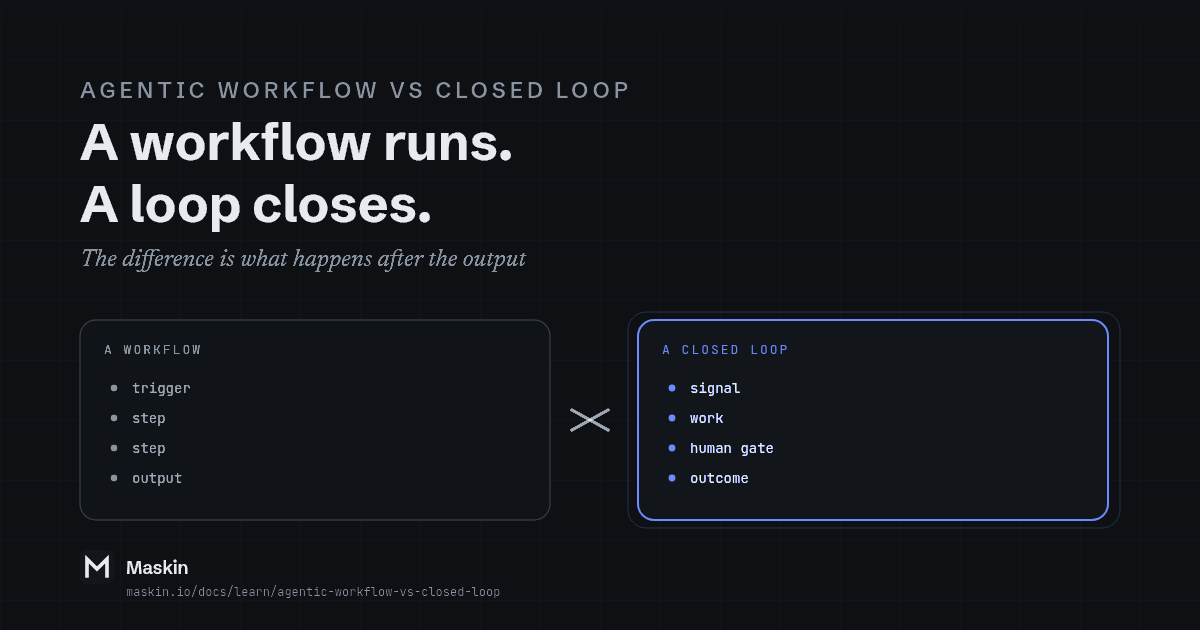 AGENTIC WORKFLOW VS CLOSED LOOP
A workflow runs.
A loop closes.
The difference is what happens after the output
A WORKFLOW
trigger
step
step
output
A CLOSED LOOP
signal
work
human gate
outcome
Maskin
maskin.io/docs/learn/agentic-workflow-vs-closed-loop